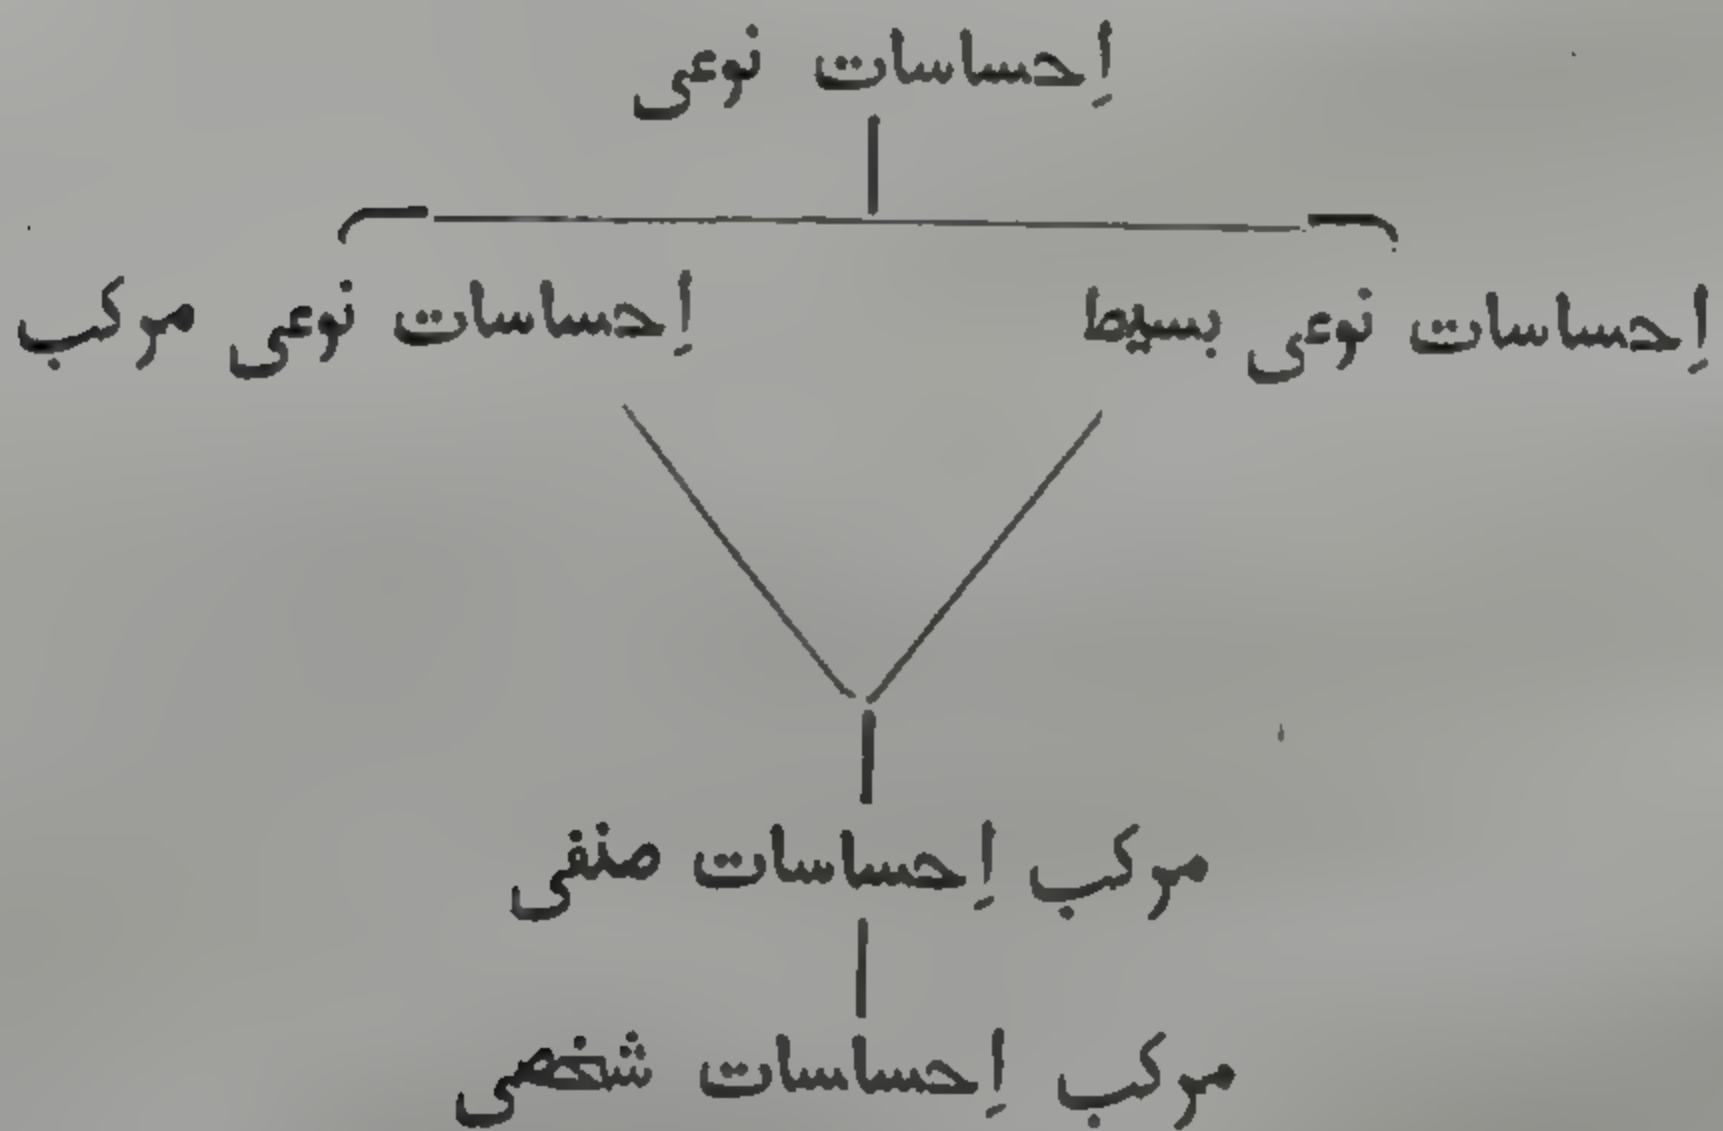 اِحساسات نوعی
اِحساسات نوعی بسیط
اِحساسات نوعی مرکب
مرکب اِحساسات صنفی
مرکب اِحساسات شخصی